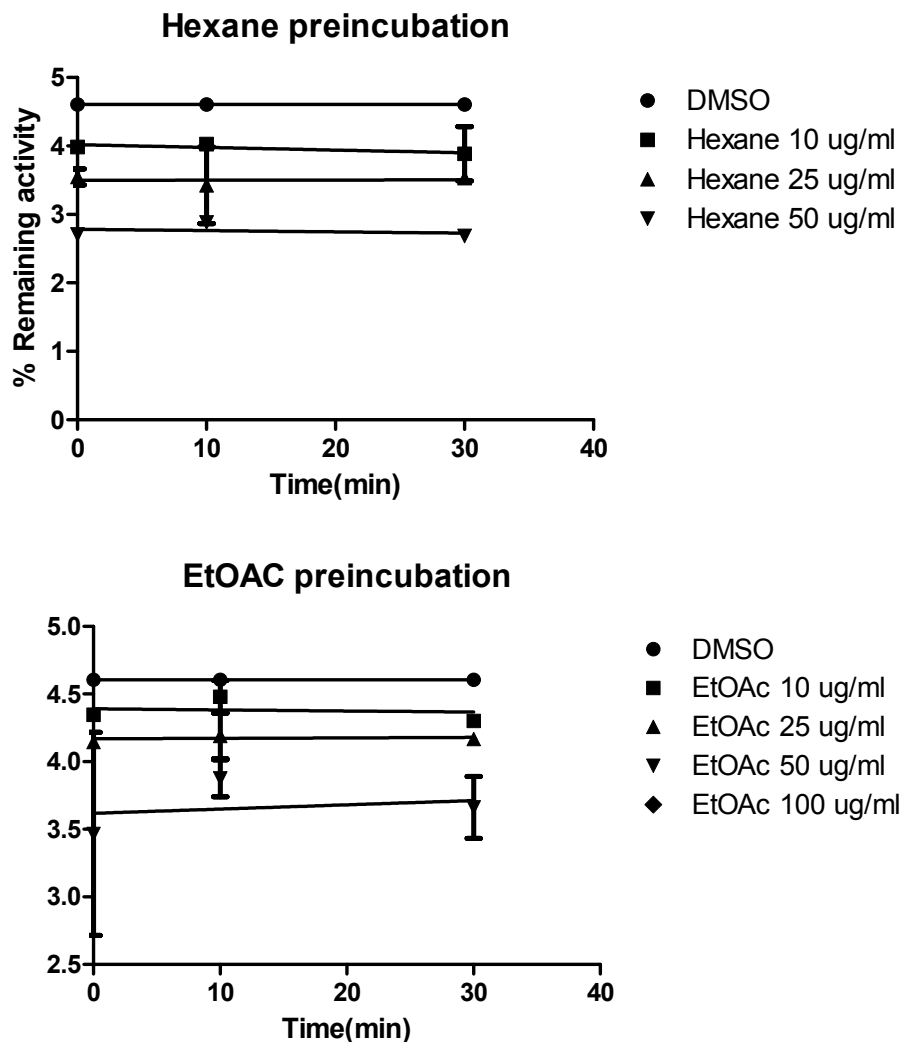 Hexane preincubation
5
4
3
2
1
0
% Remaining activity
0 10 20 30 40
Time(min)
DMSO
Hexane 10 ug/ml
Hexane 25 ug/ml
Hexane 50 ug/ml
EtOAC preincubation
5.0
4.5
4.0
3.5
3.0
2.5
0 10 20 30 40
Time(min)
DMSO
EtOAc 10 ug/ml
EtOAc 25 ug/ml
EtOAc 50 ug/ml
EtOAc 100 ug/ml